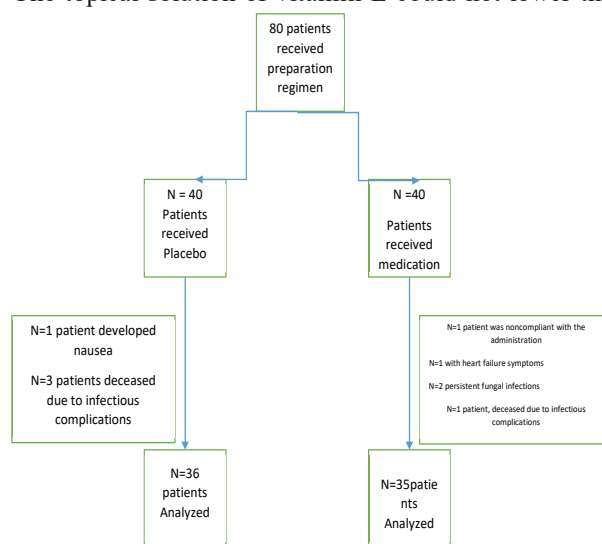 80 patients
received
preparation
regimen
N = 40
Patients
received
Placebo
N =40
Patients
received
medication
N=1 patient developed
nausea
N=3 patients deceased
due to infectious
complications
N=1 patient was noncompliant with the
administration
N=1 with heart failure symptoms
N=2 persistent fungal infections
N=1 patient, deceased due to infectious
complications
N=36
patients
Analyzed
N=35patie
nts
Analyzed